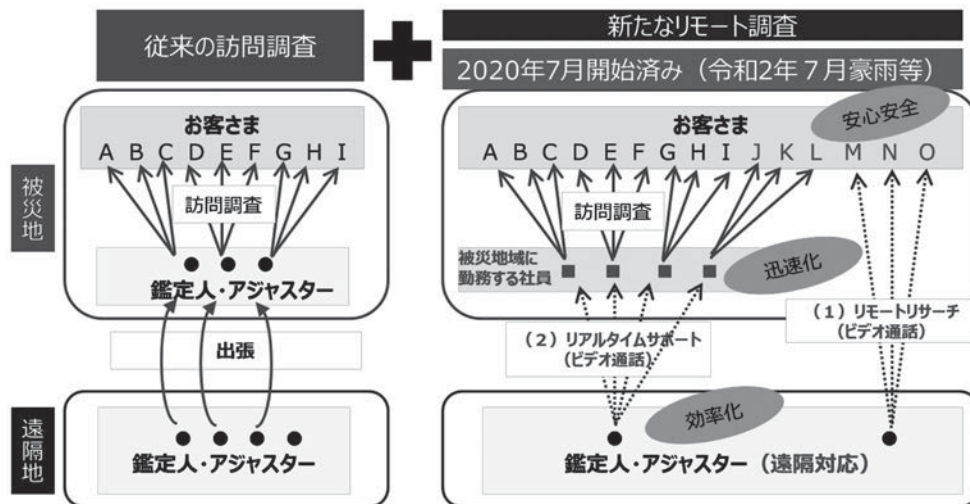 従来の訪問調査
新たなリモート調査
2020年7月開始済み（令和2年７月豪雨等）
被災地
お客さま
A B C D E F G H I
訪問調査
鑑定人・アジャスター
出張
遠隔地
鑑定人・アジャスター
安心安全
お客さま
A B C D E F G H I J K L M N O
訪問調査
被災地域に
勤務する社員
迅速化
（１）リモートリサーチ
（ビデオ通話）
（２）リアルタイムサポート
（ビデオ通話）
効率化
鑑定人・アジャスター（遠隔対応）